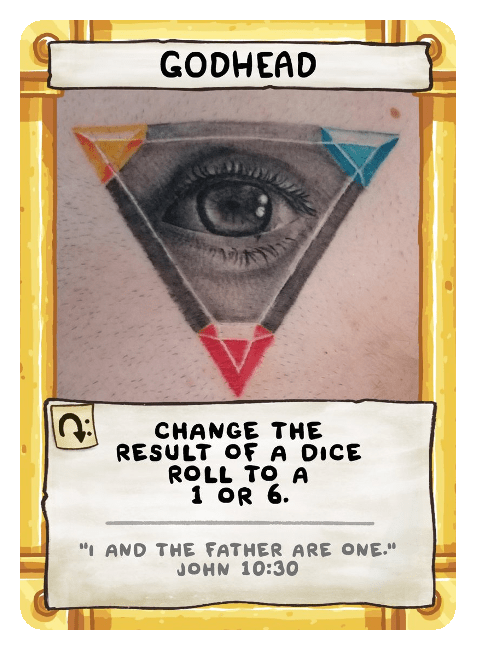 GODHEAD
CHANGE THE
RESULT OF A DICE
ROLL TO A
1 OR 6.
"I AND THE FATHER ARE ONE."
JOHN 10:30